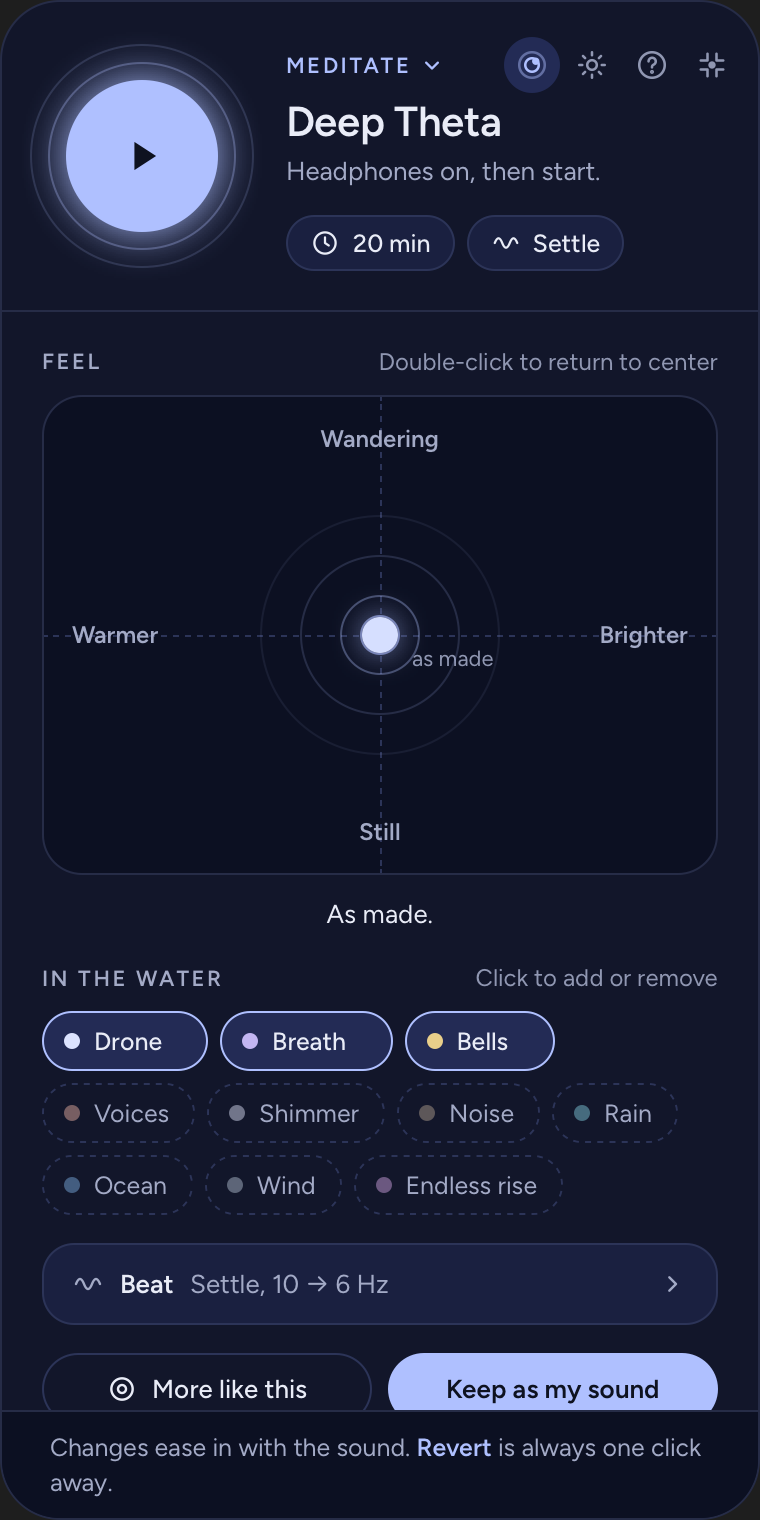 MEDITATE
Deep Theta
Headphones on, then start.
20 min
Settle
FEEL
Double-click to return to center
Wandering
Warmer
Brighter
as made
Still
As made.
IN THE WATER
Click to add or remove
Drone
Breath
Bells
Voices
Shimmer
Noise
Rain
Ocean
Wind
Endless rise
Beat Settle, 10 → 6 Hz
More like this
Keep as my sound
Changes ease in with the sound. Revert is always one click
away.